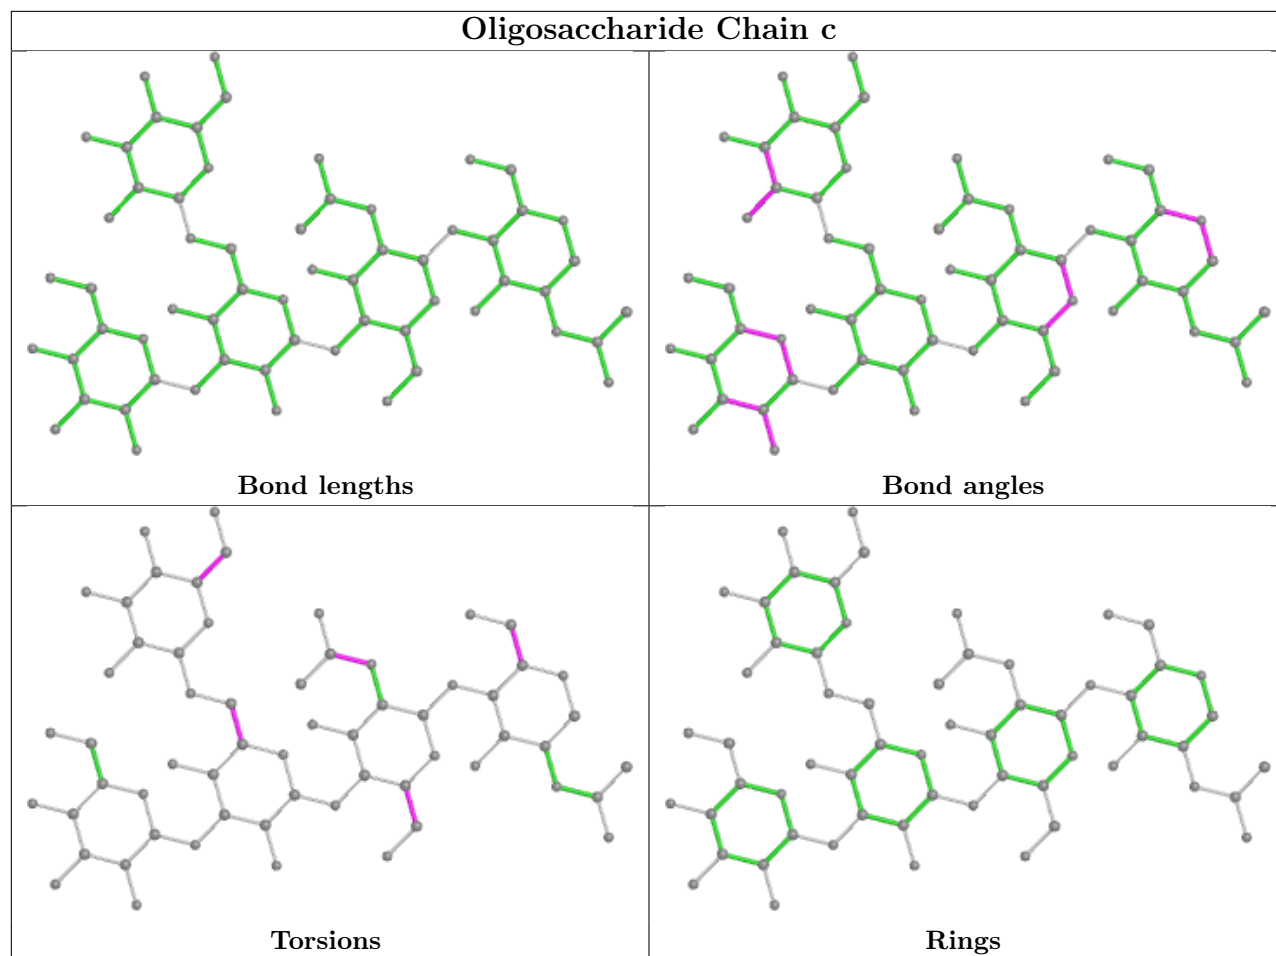 Oligosaccharide Chain c
Bond lengths
Bond angles
Torsions
Rings